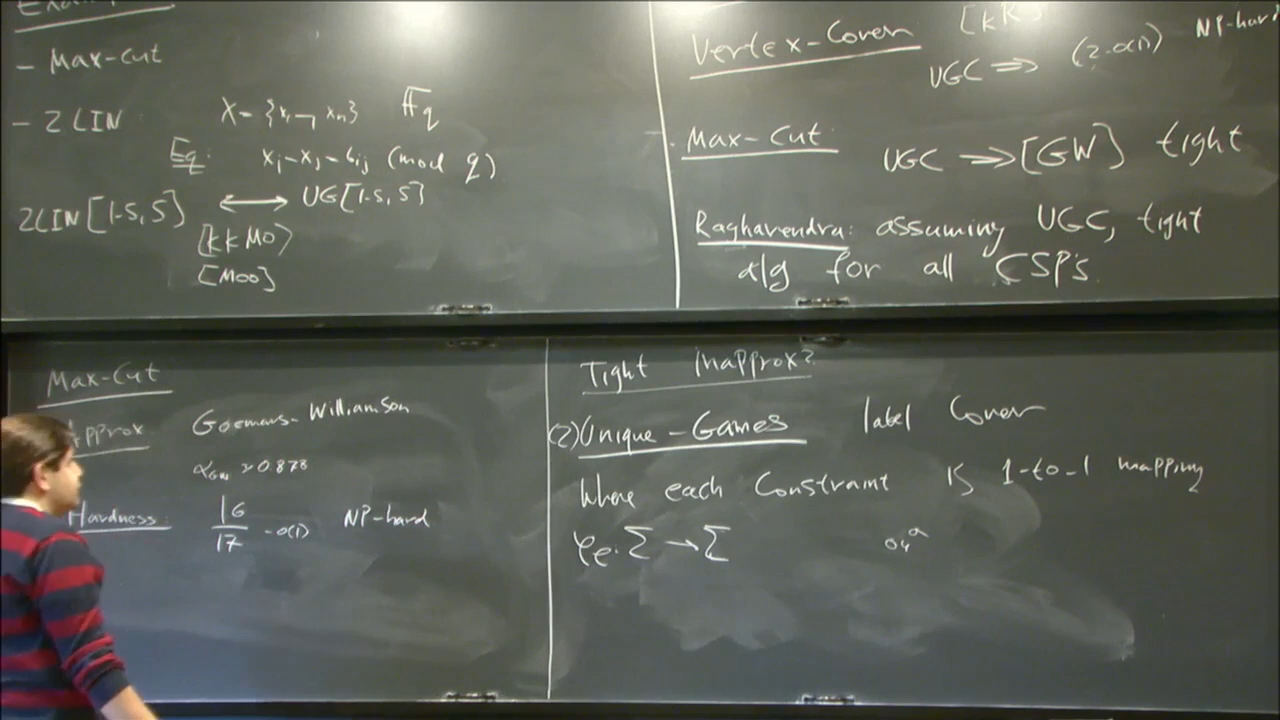 - Max-Cut
- 2LIN X = {x1, xn} Fq
Eq: xi-xj = bij (mod q)
2LIN[1-δ, δ] ⟷ UG[1-δ, δ]
[KKMO]
[MOO]
Vertex-Cover [KR]
UGC ⟹ (2-o(1)) NP-hard
Max-Cut: UGC ⟹ [GW] tight
Raghavendra: assuming UGC, tight
alg for all CSP's.
Max-Cut
Approx Goemans-Williamson
αGW > 0.878
Hardness: 16/17 - o(1) NP-hard
Tight Inapprox?
(2) Unique-Games label Cover
Where each Constraint is 1-to-1 mapping
φe: Σ → Σ